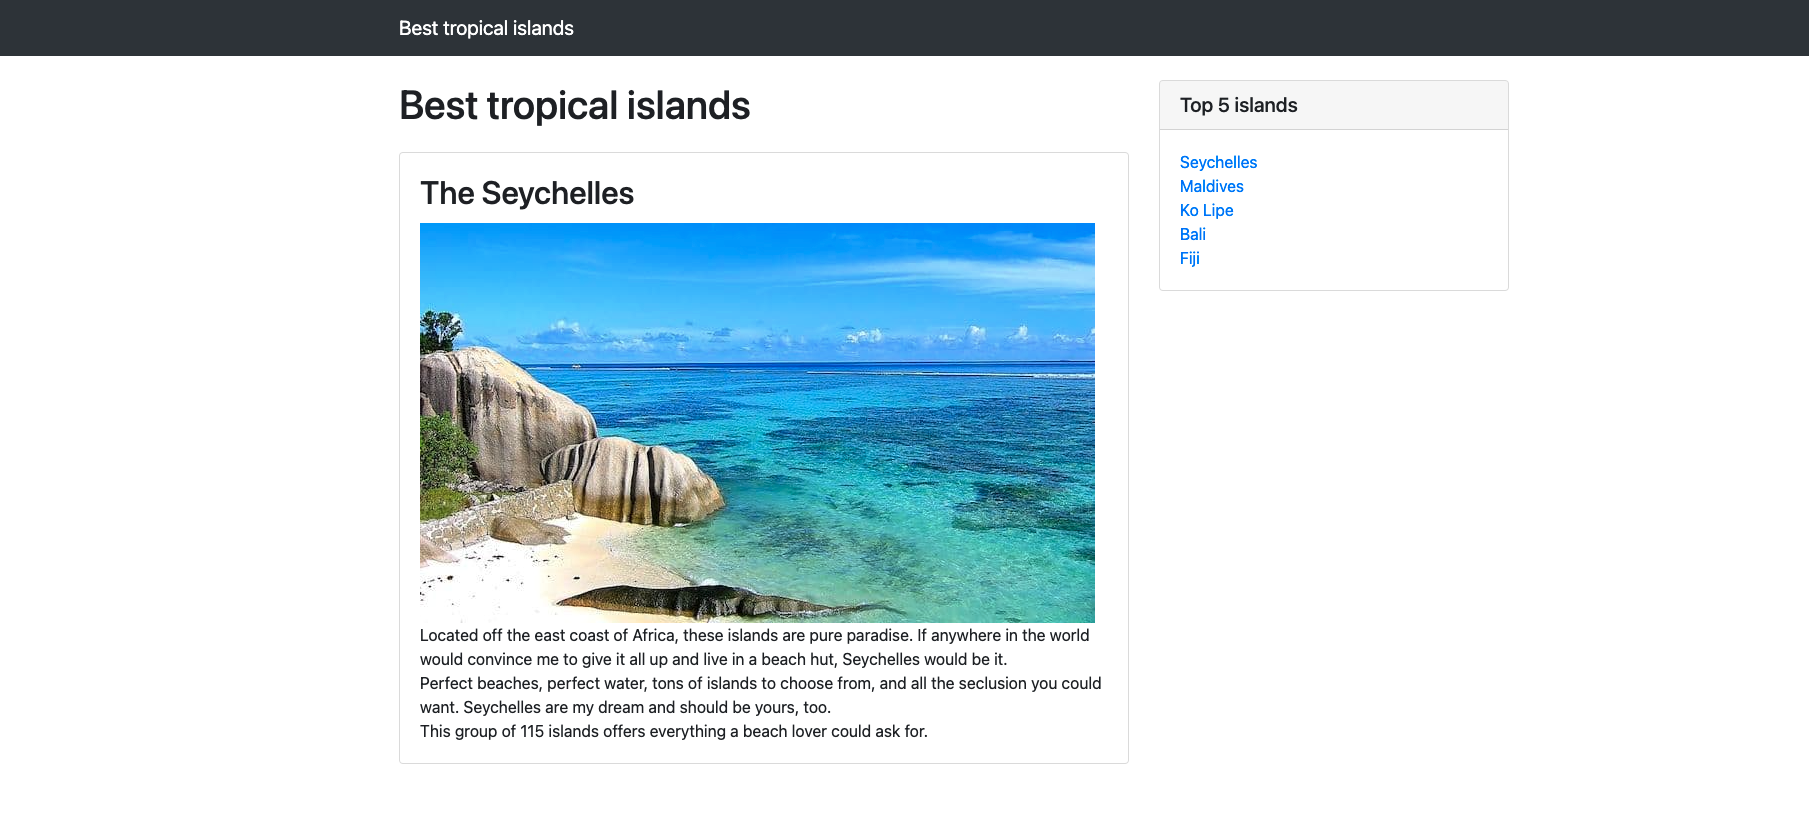 Best tropical islands
Best tropical islands
The Seychelles
Located off the east coast of Africa, these islands are pure paradise. If anywhere in the world
would convince me to give it all up and live in a beach hut, Seychelles would be it.
Perfect beaches, perfect water, tons of islands to choose from, and all the seclusion you could
want. Seychelles are my dream and should be yours, too.
This group of 115 islands offers everything a beach lover could ask for.
Top 5 islands
Seychelles
Maldives
Ko Lipe
Bali
Fiji